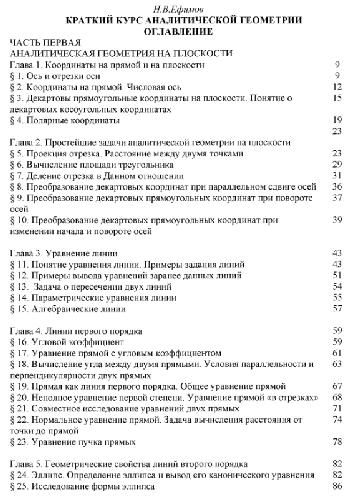 Н.В.Ефимов
КРАТКИЙ КУРС АНАЛИТИЧЕСКОЙ ГЕОМЕТРИИ
ОГЛАВЛЕНИЕ
ЧАСТЬ ПЕРВАЯ
АНАЛИТИЧЕСКАЯ ГЕОМЕТРИЯ НА ПЛОСКОСТИ
Глава 1. Координаты на прямой и на плоскости 9
§ 1. Ось и отрезки оси 9
§ 2. Координаты на прямой. Числовая ось 12
§ 3. Декартовы прямоугольные координаты на плоскости. Понятие о 15
декартовых косоугольных координатах
§ 4. Полярные координаты 19
23
Глава 2. Простейшие задачи аналитической геометрии на плоскости
§ 5. Проекция отрезка. Расстояние между двумя точками 23
§ 6. Вычисление площади треугольника 29
§ 7. Деление отрезка в Данном отношении 31
§ 8. Преобразование декартовых координат при параллельном сдвиге осей 36
§ 9. Преобразование декартовых прямоугольных координат при повороте 37
осей
§ 10. Преобразование декартовых прямоугольных координат при 39
изменении начала и повороте осей
Глава 3. Уравнение линии 43
§ 11. Понятие уравнения линии. Примеры задания линий 43
§ 12. Примеры вывода уравнений заранее данных линий 51
§ 13. Задача о пересечении двух линий 54
§ 14. Параметрические уравнения линии 55
§ 15. Алгебраические линии 57
Глава 4. Линии первого порядка 59
§ 16. Угловой коэффициент 59
§ 17. Уравнение прямой с угловым коэффициентом 61
§ 18. Вычисление угла между двумя прямыми. Условия параллельности и 63
перпендикулярности двух прямых
§ 19. Прямая как линия первого порядка. Общее уравнение прямой 67
§ 20. Неполное уравнение первой степени. Уравнение прямой «в отрезках» 68
§ 21. Совместное исследование уравнений двух прямых 71
§ 22. Нормальное уравнение прямой. Задача вычисления расстояния от 74
точки до прямой
§ 23. Уравнение пучка прямых 78
Глава 5. Геометрические свойства линий второго порядка 82
§ 24. Эллипс. Определение эллипса и вывод его канонического уравнения 82
§ 25. Исследование формы эллипса 86